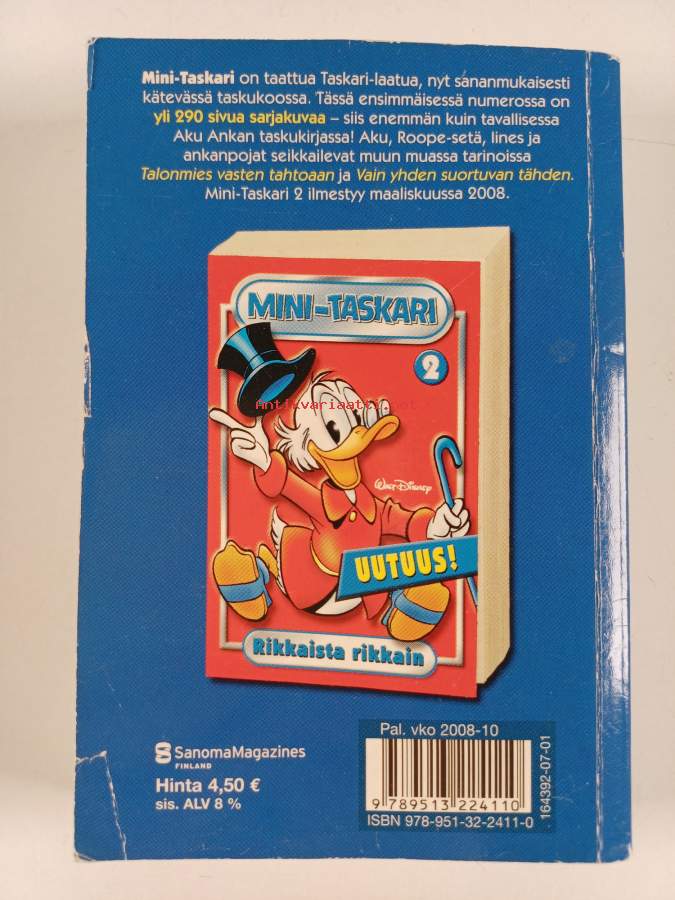 Mini-Taskari on taattua Taskari-laatua, nyt sananmukaisesti
kätevässä taskukoossa. Tässä ensimmäisessä numerossa on
yli 290 sivua sarjakuvaa – siis enemmän kuin tavallisessa
Aku Ankan taskukirjassa! Aku, Roope-setä, Iines ja
ankanpojat seikkailevat muun muassa tarinoissa
Talonmies vasten tahtoaan ja Vain yhden suortuvan tähden.
Mini-Taskari 2 ilmestyy maaliskuussa 2008.
MINI-TASKARI
2
Antikvariaatti.net
Walt Disney
UUTUUS!
Rikkaista rikkain
SanomaMagazines
FINLAND
Hinta 4,50 €
sis. ALV 8 %
Pal. vko 2008-10
9 789513 224110
ISBN 978-951-32-2411-0
164392-07-01